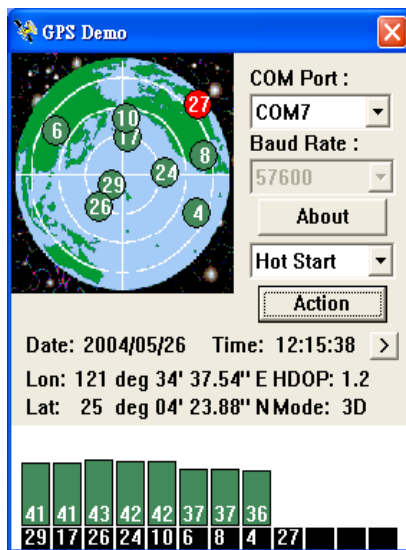 GPS Demo
COM Port :
COM7
Baud Rate :
57600
About
Hot Start
Action
27
10
6
17
8
24
29
26
4
Date: 2004/05/26 Time: 12:15:38 >
Lon: 121 deg 34' 37.54'' E HDOP: 1.2
Lat: 25 deg 04' 23.88'' N Mode: 3D
41 41 43 42 42 37 37 36
29 17 26 24 10 6 8 4 27